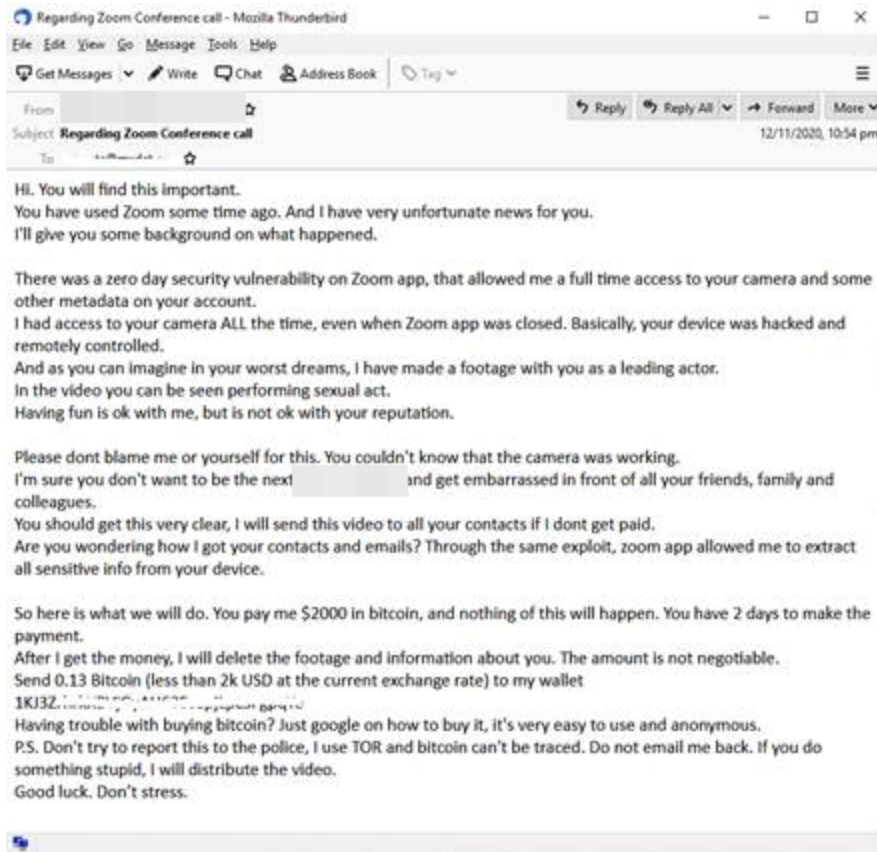 Regarding Zoom Conference call - Mozilla Thunderbird
File Edit View Go Message Tools Help
Get Messages Write Chat Address Book Tag
From Reply Reply All Forward More
Subject Regarding Zoom Conference call 12/11/2020, 10:54 pm
To
Hi. You will find this important.
You have used Zoom some time ago. And I have very unfortunate news for you.
I'll give you some background on what happened.
There was a zero day security vulnerability on Zoom app, that allowed me a full time access to your camera and some
other metadata on your account.
I had access to your camera ALL the time, even when Zoom app was closed. Basically, your device was hacked and
remotely controlled.
And as you can imagine in your worst dreams, I have made a footage with you as a leading actor.
In the video you can be seen performing sexual act.
Having fun is ok with me, but is not ok with your reputation.
Please dont blame me or yourself for this. You couldn't know that the camera was working.
I'm sure you don't want to be the next and get embarrassed in front of all your friends, family and
colleagues.
You should get this very clear, I will send this video to all your contacts if I dont get paid.
Are you wondering how I got your contacts and emails? Through the same exploit, zoom app allowed me to extract
all sensitive info from your device.
So here is what we will do. You pay me $2000 in bitcoin, and nothing of this will happen. You have 2 days to make the
payment.
After I get the money, I will delete the footage and information about you. The amount is not negotiable.
Send 0.13 Bitcoin (less than 2k USD at the current exchange rate) to my wallet
Having trouble with buying bitcoin? Just google on how to buy it, it's very easy to use and anonymous.
P.S. Don't try to report this to the police, I use TOR and bitcoin can't be traced. Do not email me back. If you do
something stupid, I will distribute the video.
Good luck. Don't stress.